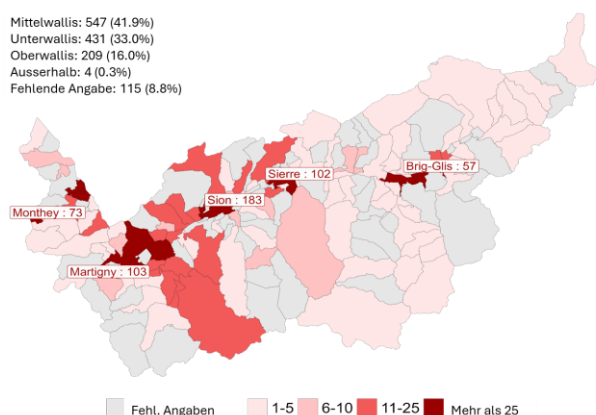 Mittelwallis: 547 (41.9%)
Unterwallis: 431 (33.0%)
Oberwallis: 209 (16.0%)
Ausserhalb: 4 (0.3%)
Fehlende Angabe: 115 (8.8%)
Brig-Glis : 57
Sierre : 102
Sion : 183
Monthey : 73
Martigny : 103
Fehl. Angaben 1-5 6-10 11-25 Mehr als 25